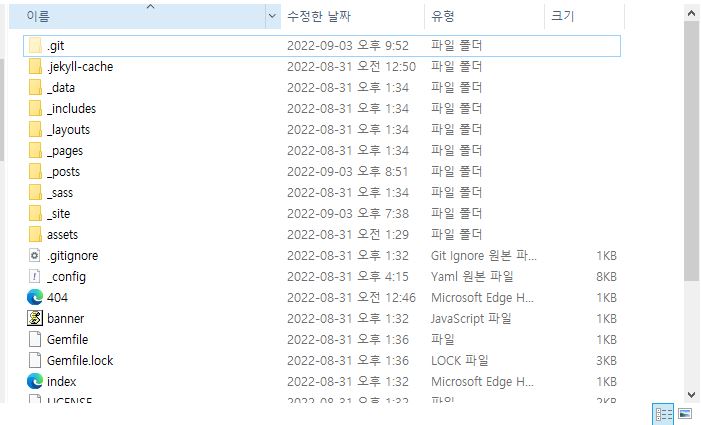 이름 수정한 날짜 유형 크기
.git 2022-09-03 오후 9:52 파일 폴더
.jekyll-cache 2022-08-31 오전 12:50 파일 폴더
_data 2022-08-31 오후 1:34 파일 폴더
_includes 2022-08-31 오후 1:34 파일 폴더
_layouts 2022-08-31 오후 1:34 파일 폴더
_pages 2022-08-31 오후 1:34 파일 폴더
_posts 2022-09-03 오후 8:51 파일 폴더
_sass 2022-08-31 오후 1:34 파일 폴더
_site 2022-09-03 오후 7:38 파일 폴더
assets 2022-08-31 오전 1:29 파일 폴더
.gitignore 2022-08-31 오후 1:32 Git Ignore 원본 파... 1KB
_config 2022-08-31 오후 4:15 Yaml 원본 파일 8KB
404 2022-08-31 오전 12:46 Microsoft Edge H... 1KB
banner 2022-08-31 오후 1:32 JavaScript 파일 1KB
Gemfile 2022-08-31 오후 1:36 파일 1KB
Gemfile.lock 2022-08-31 오후 1:36 LOCK 파일 3KB
index 2022-08-31 오후 1:32 Microsoft Edge H... 1KB
LICENSE 2022-08-31 오후 1:32 파일 2KB